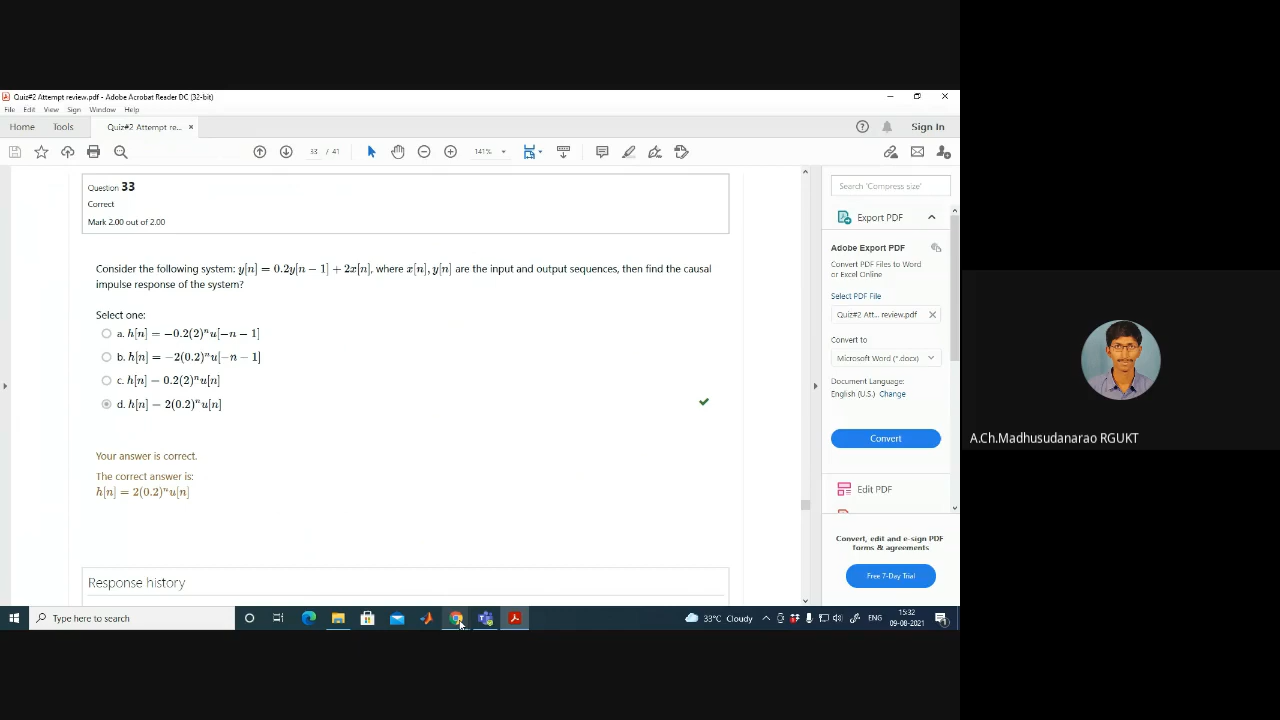 Quiz#2 Attempt review.pdf - Adobe Acrobat Reader DC (32-bit)
File Edit View Sign Window Help
Home Tools Quiz#2 Attempt re... × Sign In
33 / 41 141%
Question 33
Correct
Mark 2.00 out of 2.00
Consider the following system: y[n] = 0.2y[n − 1] + 2x[n], where x[n], y[n] are the input and output sequences, then find the causal
impulse response of the system?
Select one:
a. h[n] = −0.2(2)ⁿu[−n − 1]
b. h[n] = −2(0.2)ⁿu[−n − 1]
c. h[n] − 0.2(2)ⁿu[n]
d. h[n] − 2(0.2)ⁿu[n]
Your answer is correct.
The correct answer is:
h[n] = 2(0.2)ⁿu[n]
Response history
Search 'Compress size'
Export PDF
Adobe Export PDF
Convert PDF Files to Word
or Excel Online
Select PDF File
Quiz#2 Att... review.pdf
Convert to
Microsoft Word (*.docx)
Document Language:
English (U.S.) Change
Convert
Edit PDF
Convert, edit and e-sign PDF
forms & agreements
Free 7-Day Trial
A.Ch.Madhusudanarao RGUKT
Type here to search
33°C Cloudy
ENG
15:32
09-08-2021